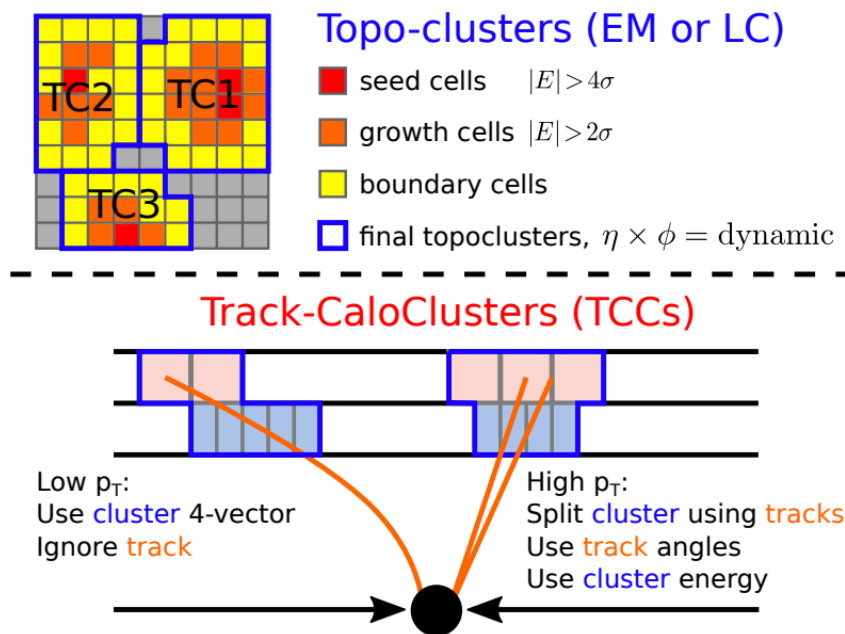 Topo-clusters (EM or LC)
TC2
TC1
TC3
seed cells |E|>4σ
growth cells |E|>2σ
boundary cells
final topoclusters, η × ϕ = dynamic
Track-CaloClusters (TCCs)
Low p_T:
Use cluster 4-vector
Ignore track
High p_T:
Split cluster using tracks
Use track angles
Use cluster energy